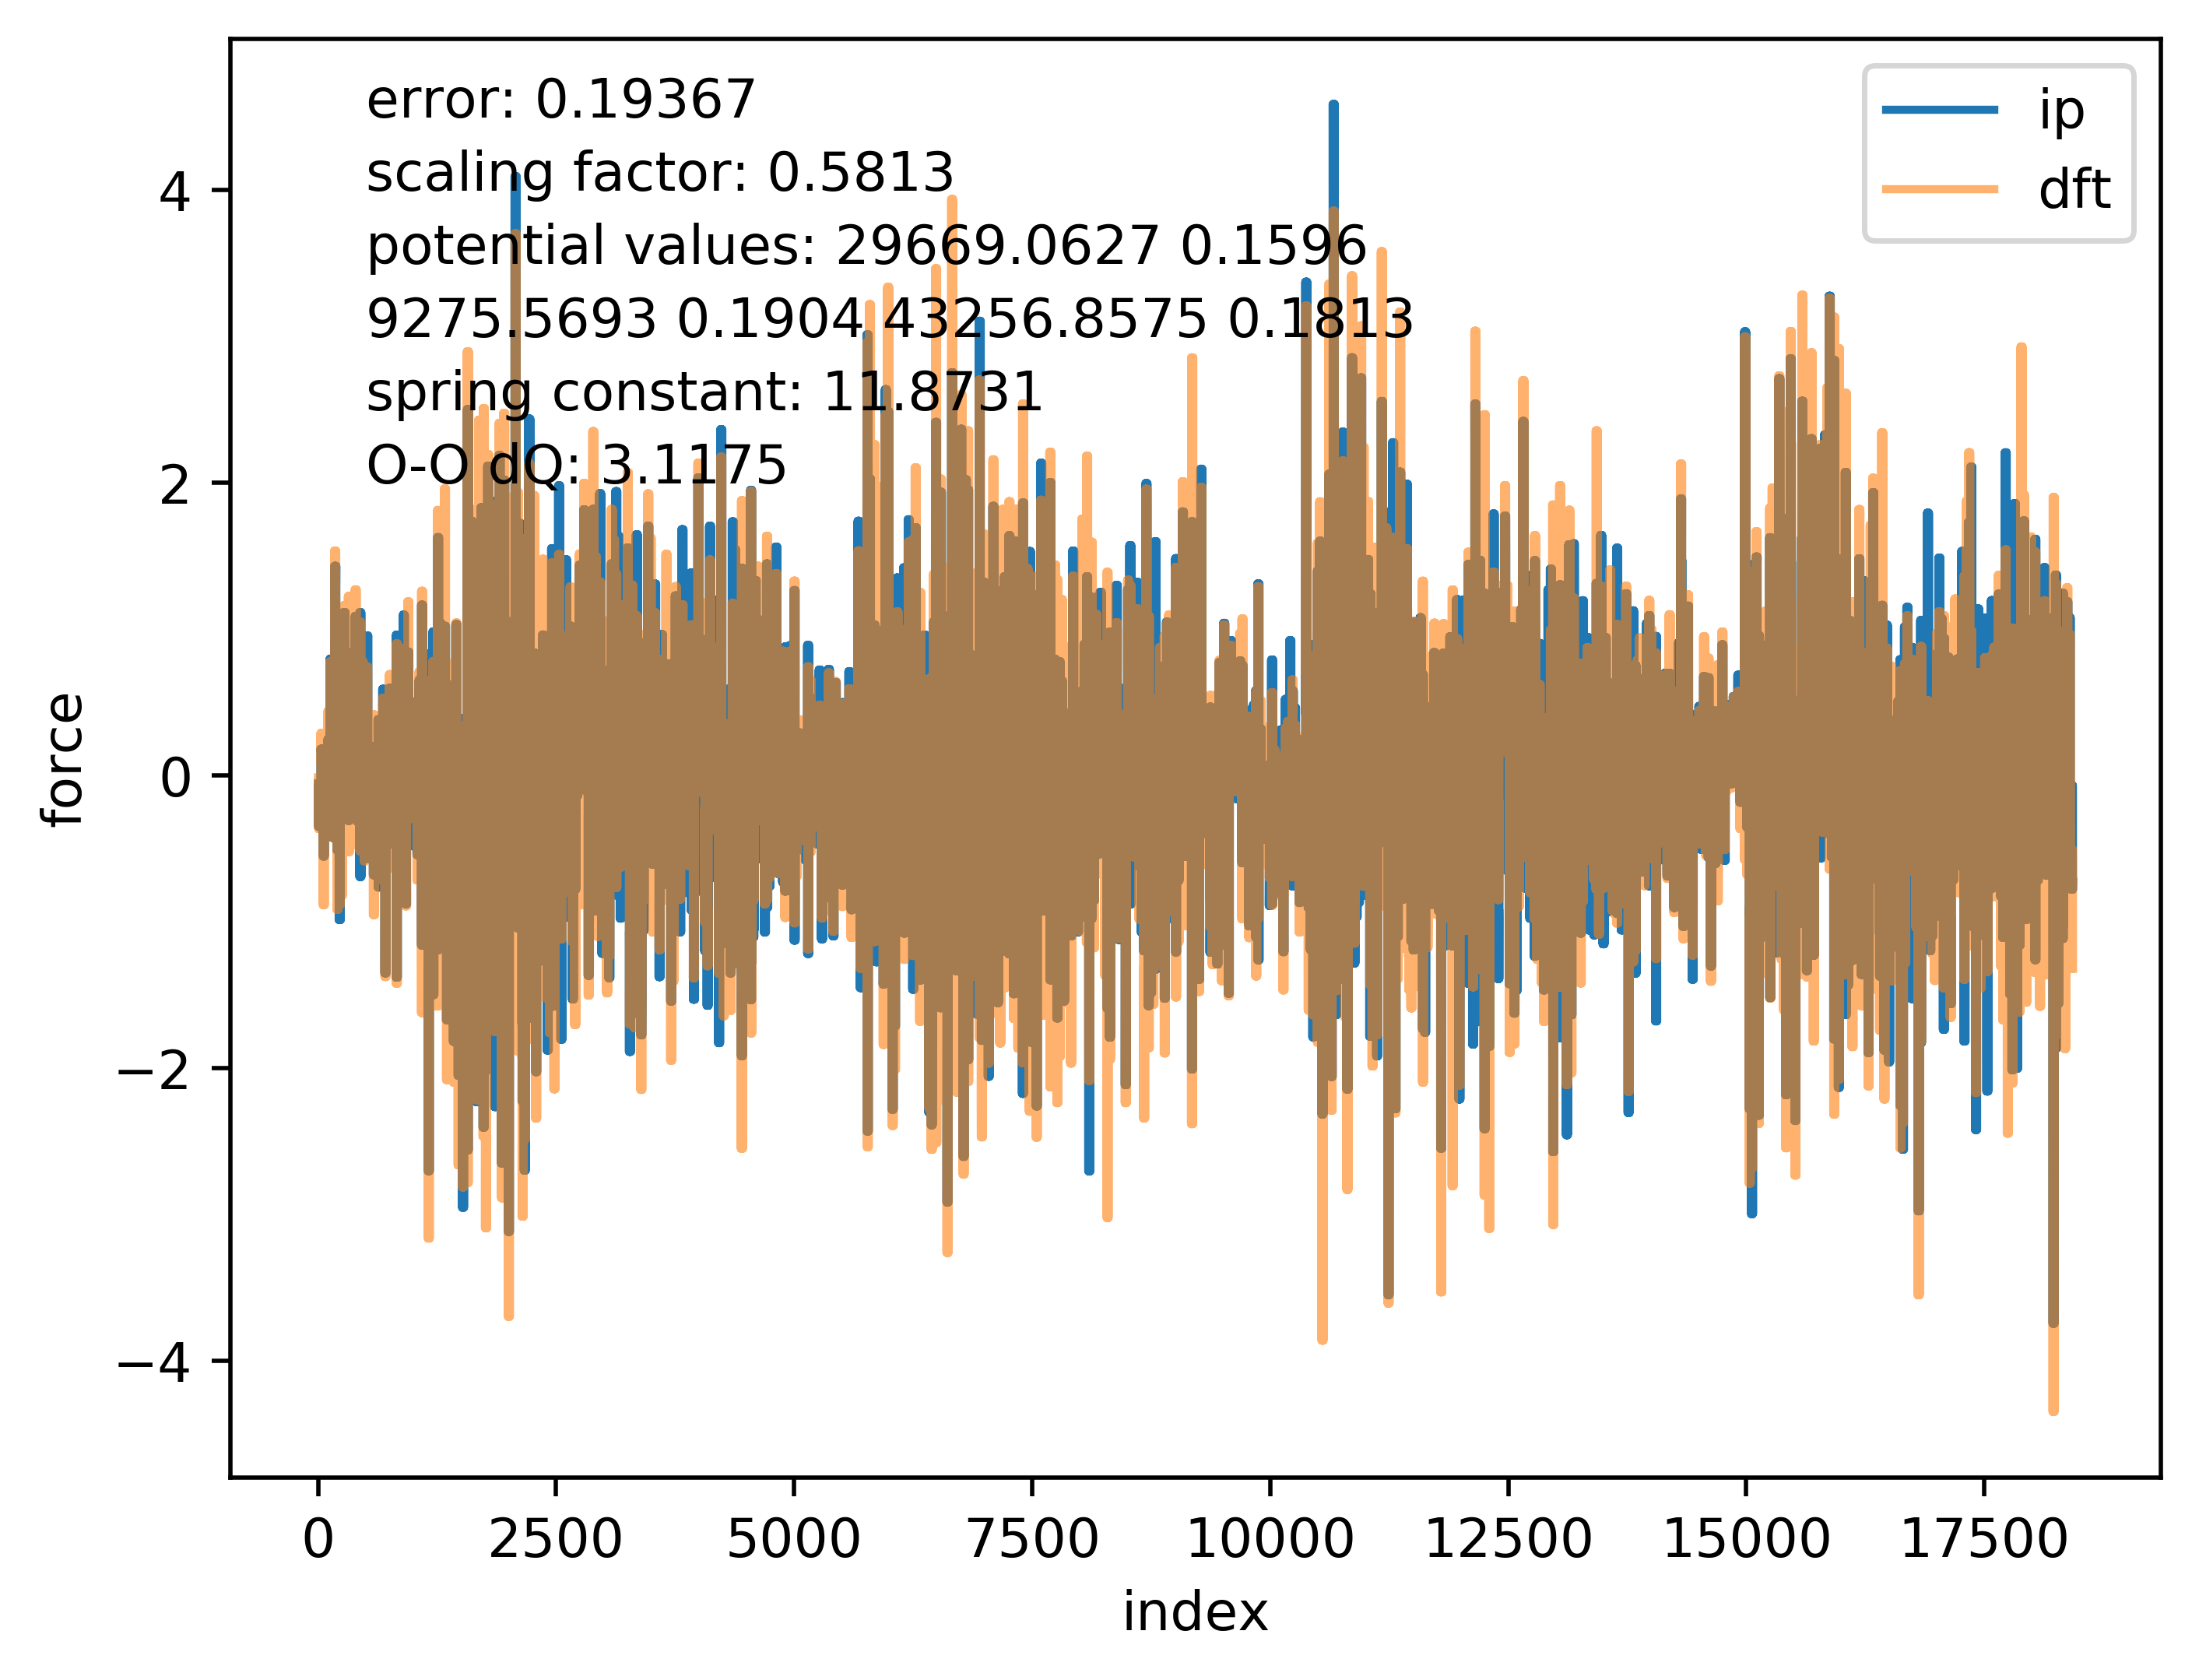 error: 0.19367
scaling factor: 0.5813
potential values: 29669.0627 0.1596
9275.5693 0.1904 43256.8575 0.1813
spring constant: 11.8731
O-O dQ: 3.1175
ip
dft
4
2
0
−2
−4
force
0 2500 5000 7500 10000 12500 15000 17500
index